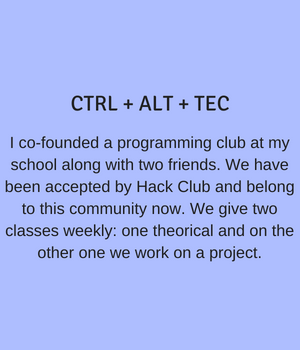 CTRL + ALT + TEC
I co-founded a programming club at my
school along with two friends. We have
been accepted by Hack Club and belong
to this community now. We give two
classes weekly: one theorical and on the
other one we work on a project.